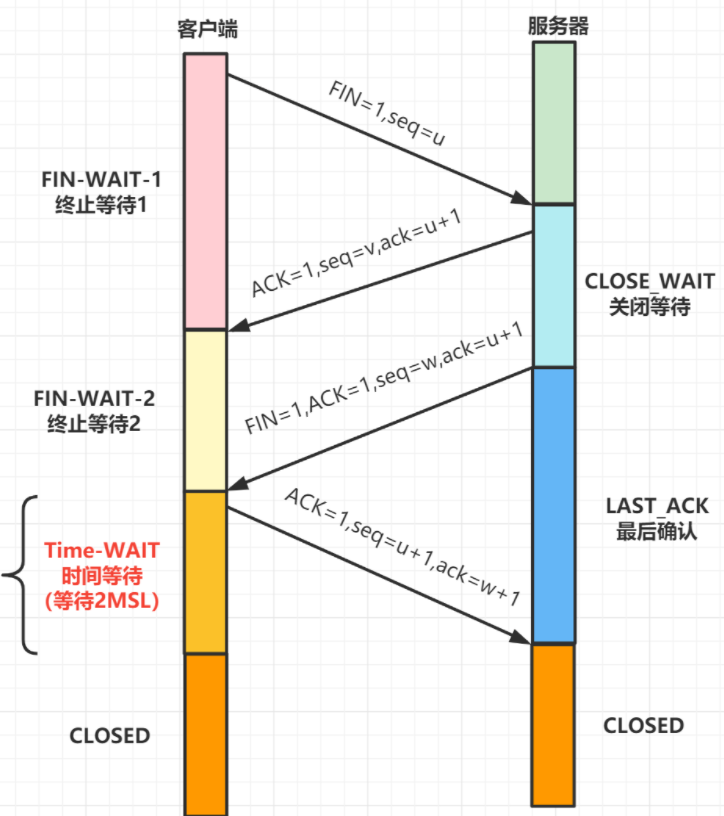 客户端
服务器
FIN=1,seq=u
FIN-WAIT-1
终止等待1
ACK=1,seq=v,ack=u+1
CLOSE_WAIT
关闭等待
FIN=1,ACK=1,seq=w,ack=u+1
FIN-WAIT-2
终止等待2
ACK=1,seq=u+1,ack=w+1
LAST_ACK
最后确认
Time-WAIT
时间等待
(等待2MSL)
CLOSED
CLOSED